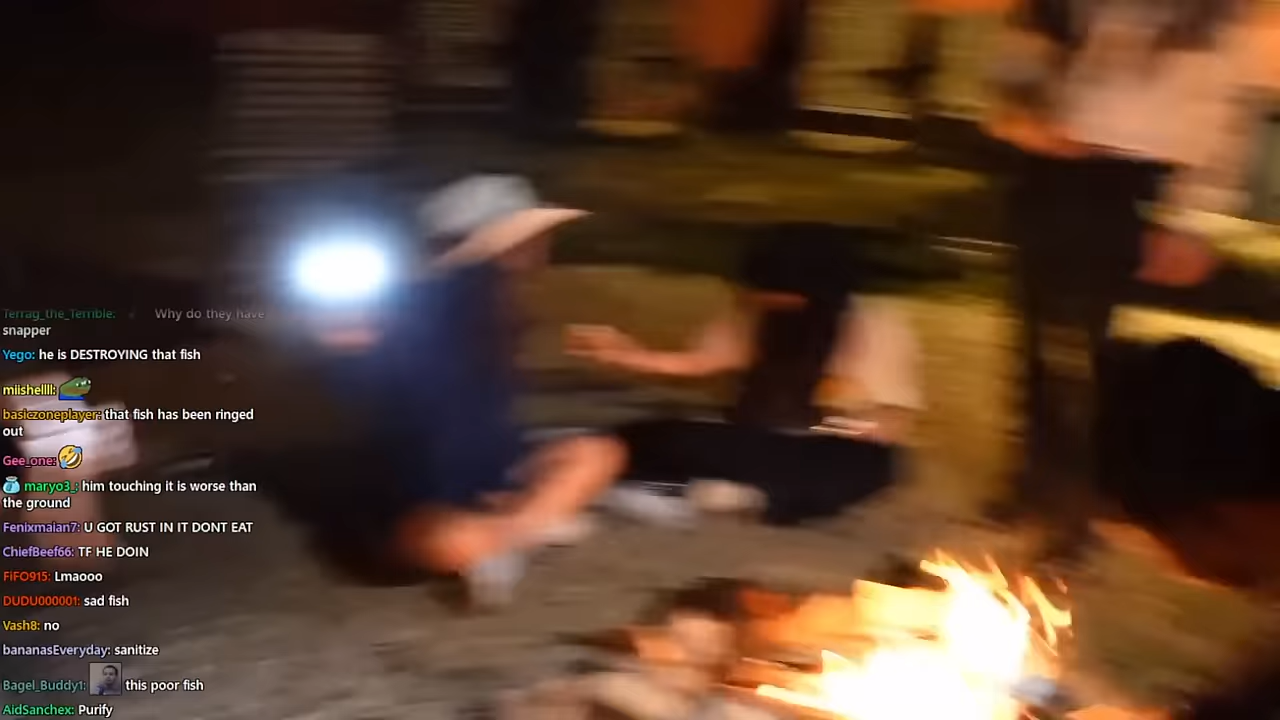 Terrag_the_Terrible: Why do they have
snapper
Yego: he is DESTROYING that fish
miishellll:
basiczoneplayer: that fish has been ringed
out
Gee_one:
maryo3_: him touching it is worse than
the ground
Fenixmaian7: U GOT RUST IN IT DONT EAT
ChiefBeef66: TF HE DOIN
FiFO915: Lmaooo
DUDU000001: sad fish
Vash8: no
bananasEveryday: sanitize
Bagel_Buddy1: this poor fish
AidSanchex: Purify